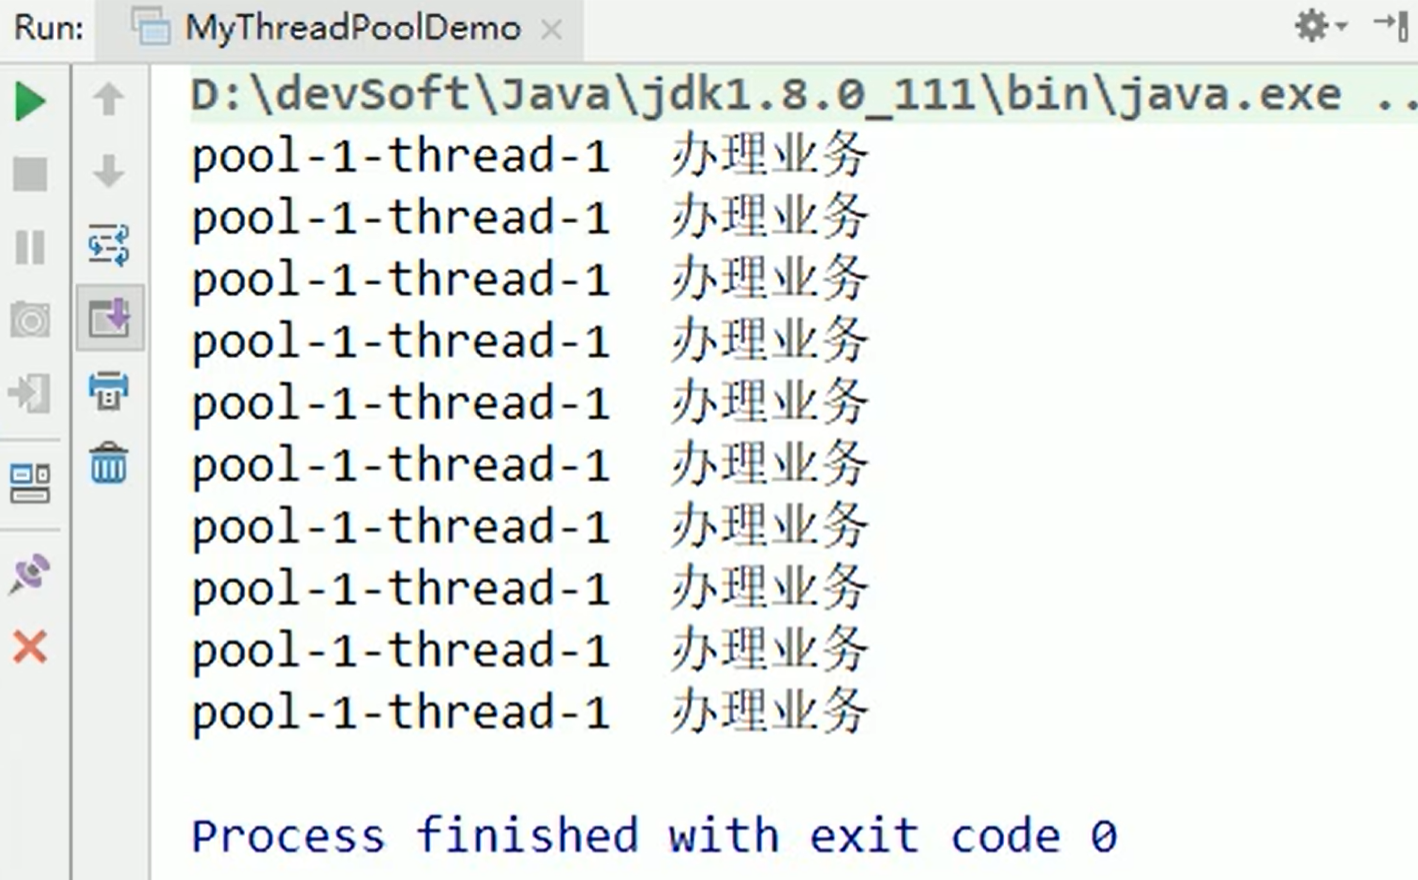 Run: MyThreadPoolDemo
D:\devSoft\Java\jdk1.8.0_111\bin\java.exe ..
pool-1-thread-1  办理业务
pool-1-thread-1  办理业务
pool-1-thread-1  办理业务
pool-1-thread-1  办理业务
pool-1-thread-1  办理业务
pool-1-thread-1  办理业务
pool-1-thread-1  办理业务
pool-1-thread-1  办理业务
pool-1-thread-1  办理业务
pool-1-thread-1  办理业务
Process finished with exit code 0